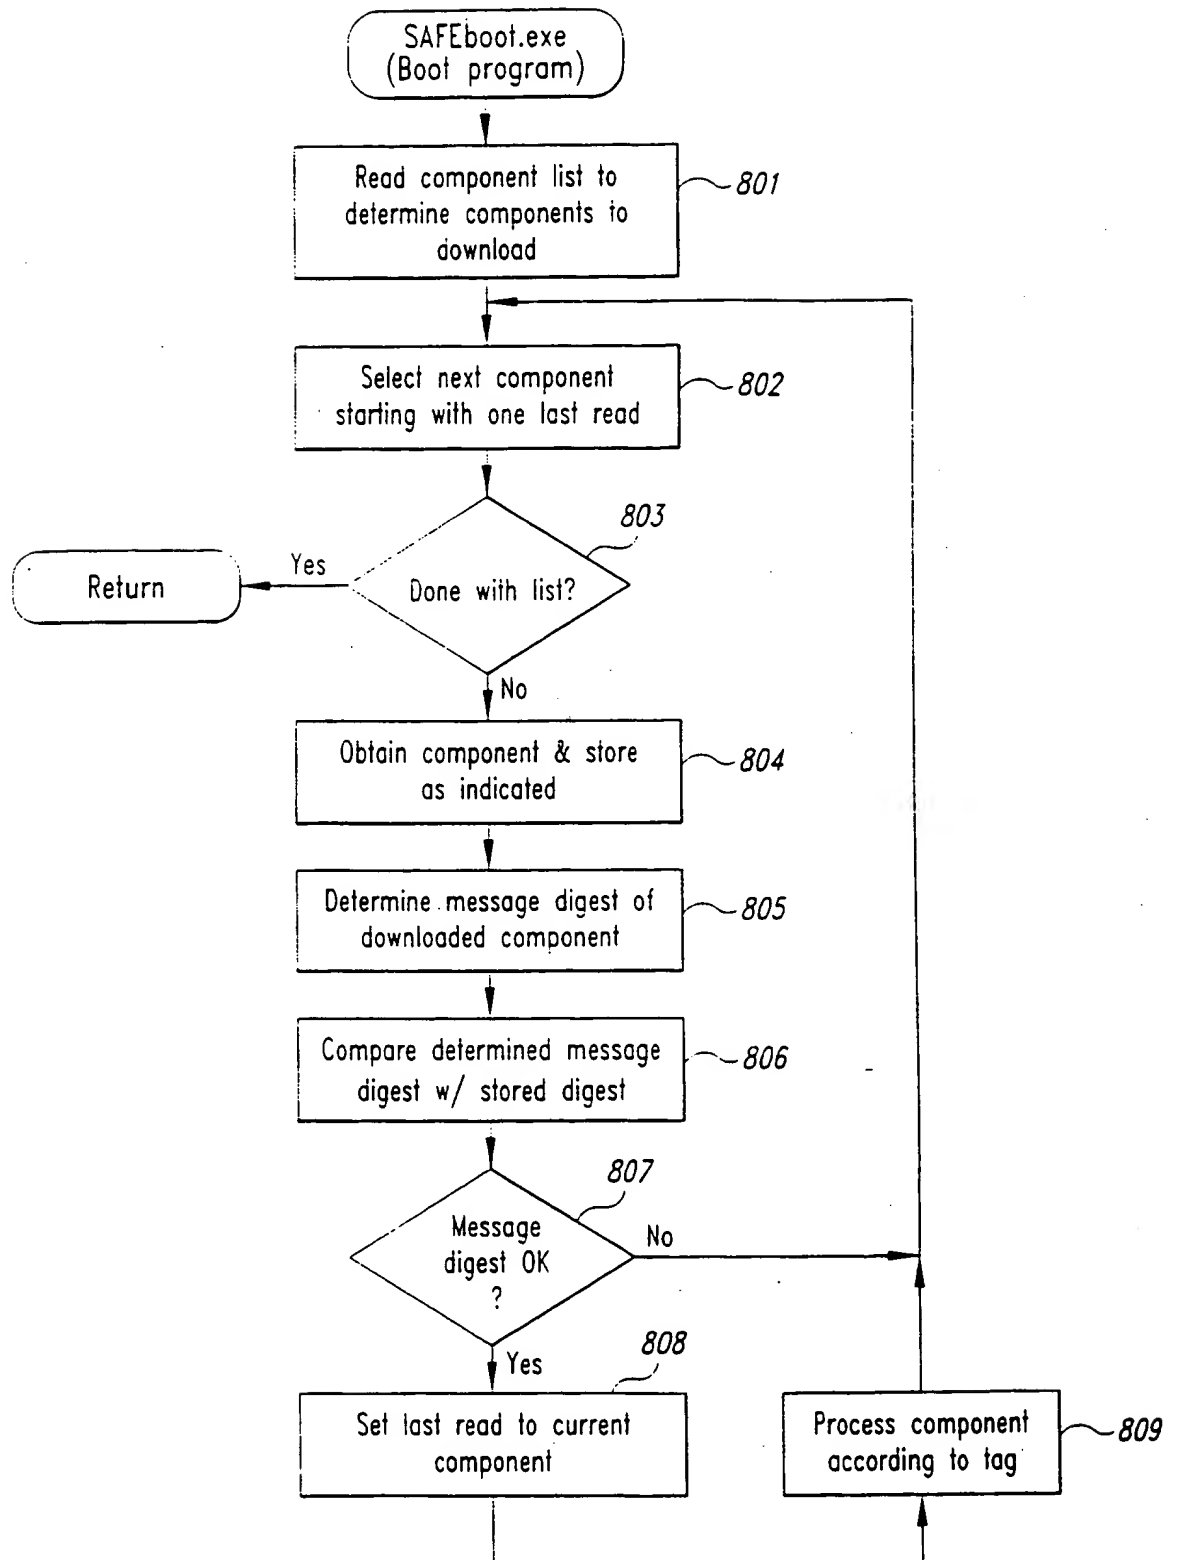 SAFEboot.exe
(Boot program)
Read component list to
determine components to
download
801
Select next component
starting with one last read
802
803
Done with list?
Yes
Return
No
Obtain component & store
as indicated
804
Determine message digest of
downloaded component
805
Compare determined message
digest w/ stored digest
806
807
Message
digest OK
?
No
Yes
808
Set last read to current
component
Process component
according to tag
809